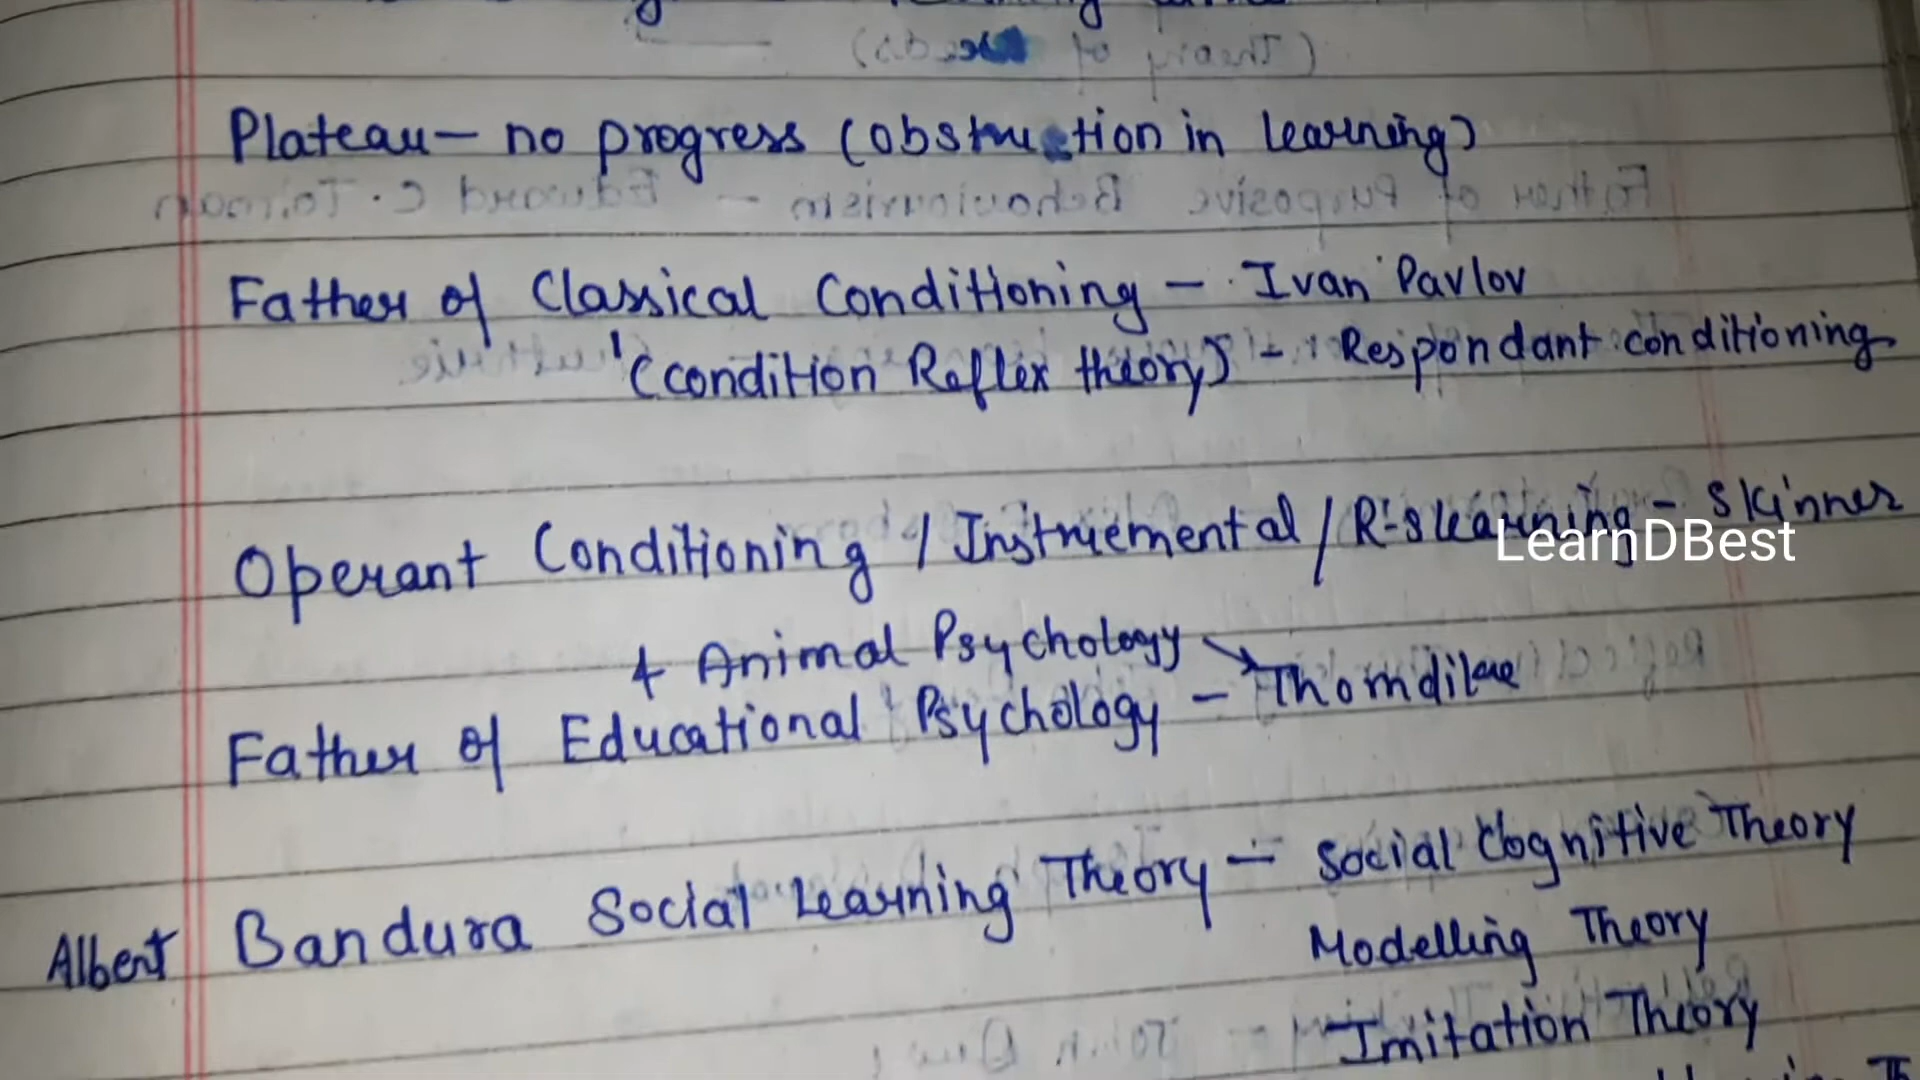 Plateau - no progress (obstruction in learning)
Father of Classical Conditioning - Ivan Pavlov
(condition Reflex theory) - Respondant conditioning
Operant Conditioning / Instrumental / R-S learning - Skinner
LearnDBest
+ Animal Psychology
Father of Educational Psychology - Thorndike
Albert Bandura Social Learning Theory - Social Cognitive Theory
Modelling Theory
Imitation Theory